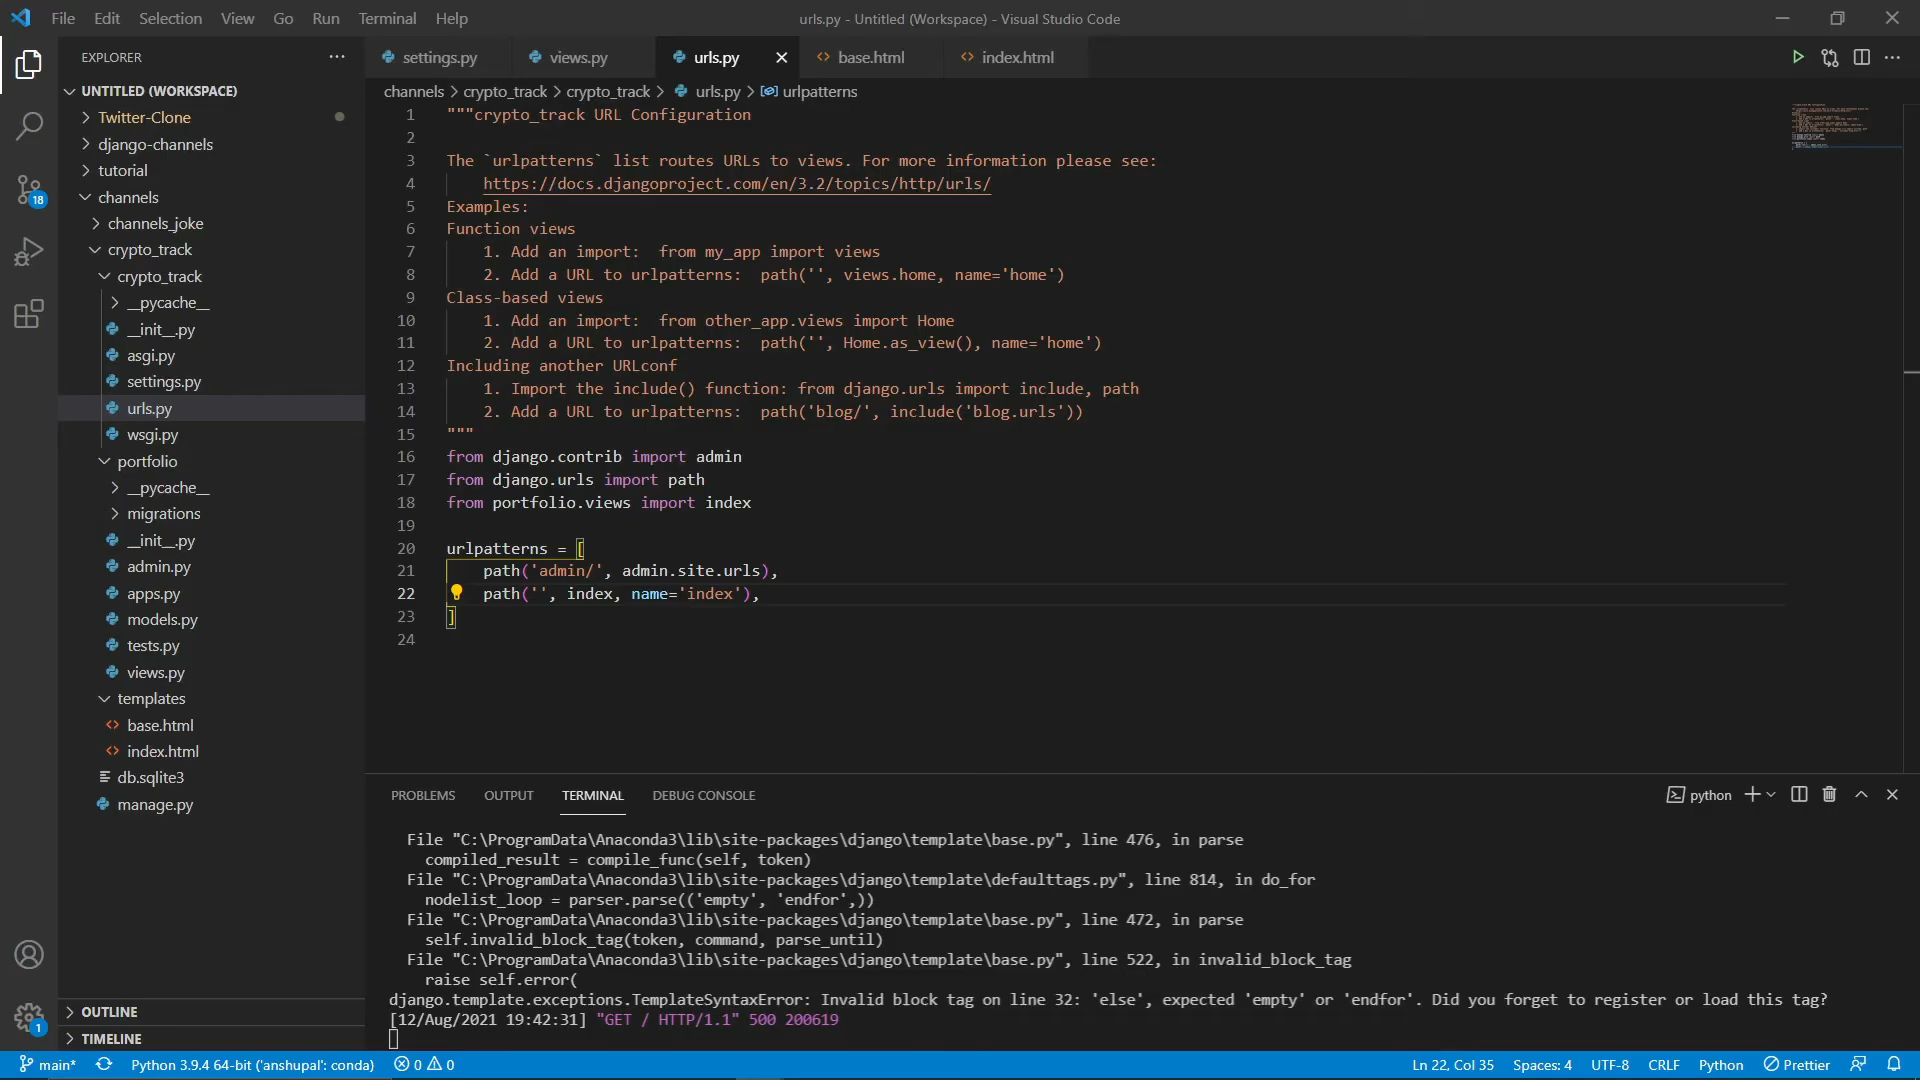 File Edit Selection View Go Run Terminal Help
urls.py - Untitled (Workspace) - Visual Studio Code
EXPLORER
UNTITLED (WORKSPACE)
Twitter-Clone
django-channels
tutorial
channels
channels_joke
crypto_track
crypto_track
__pycache__
__init__.py
asgi.py
settings.py
urls.py
wsgi.py
portfolio
__pycache__
migrations
__init__.py
admin.py
apps.py
models.py
tests.py
views.py
templates
base.html
index.html
db.sqlite3
manage.py
OUTLINE
TIMELINE
18
1
settings.py views.py urls.py base.html index.html
channels > crypto_track > crypto_track > urls.py > urlpatterns
1 """crypto_track URL Configuration
2
3 The `urlpatterns` list routes URLs to views. For more information please see:
4 https://docs.djangoproject.com/en/3.2/topics/http/urls/
5 Examples:
6 Function views
7 1. Add an import:  from my_app import views
8 2. Add a URL to urlpatterns:  path('', views.home, name='home')
9 Class-based views
10 1. Add an import:  from other_app.views import Home
11 2. Add a URL to urlpatterns:  path('', Home.as_view(), name='home')
12 Including another URLconf
13 1. Import the include() function: from django.urls import include, path
14 2. Add a URL to urlpatterns:  path('blog/', include('blog.urls'))
15 """
16 from django.contrib import admin
17 from django.urls import path
18 from portfolio.views import index
19
20 urlpatterns = [
21 path('admin/', admin.site.urls),
22 path('', index, name='index'),
23 ]
24
PROBLEMS OUTPUT TERMINAL DEBUG CONSOLE
python
File "C:\ProgramData\Anaconda3\lib\site-packages\django\template\base.py", line 476, in parse
compiled_result = compile_func(self, token)
File "C:\ProgramData\Anaconda3\lib\site-packages\django\template\defaulttags.py", line 814, in do_for
nodelist_loop = parser.parse(('empty', 'endfor',))
File "C:\ProgramData\Anaconda3\lib\site-packages\django\template\base.py", line 472, in parse
self.invalid_block_tag(token, command, parse_until)
File "C:\ProgramData\Anaconda3\lib\site-packages\django\template\base.py", line 522, in invalid_block_tag
raise self.error(
django.template.exceptions.TemplateSyntaxError: Invalid block tag on line 32: 'else', expected 'empty' or 'endfor'. Did you forget to register or load this tag?
[12/Aug/2021 19:42:31] "GET / HTTP/1.1" 500 200619
main* Python 3.9.4 64-bit ('anshupal': conda) 0 0 Ln 22, Col 35 Spaces: 4 UTF-8 CRLF Python Prettier